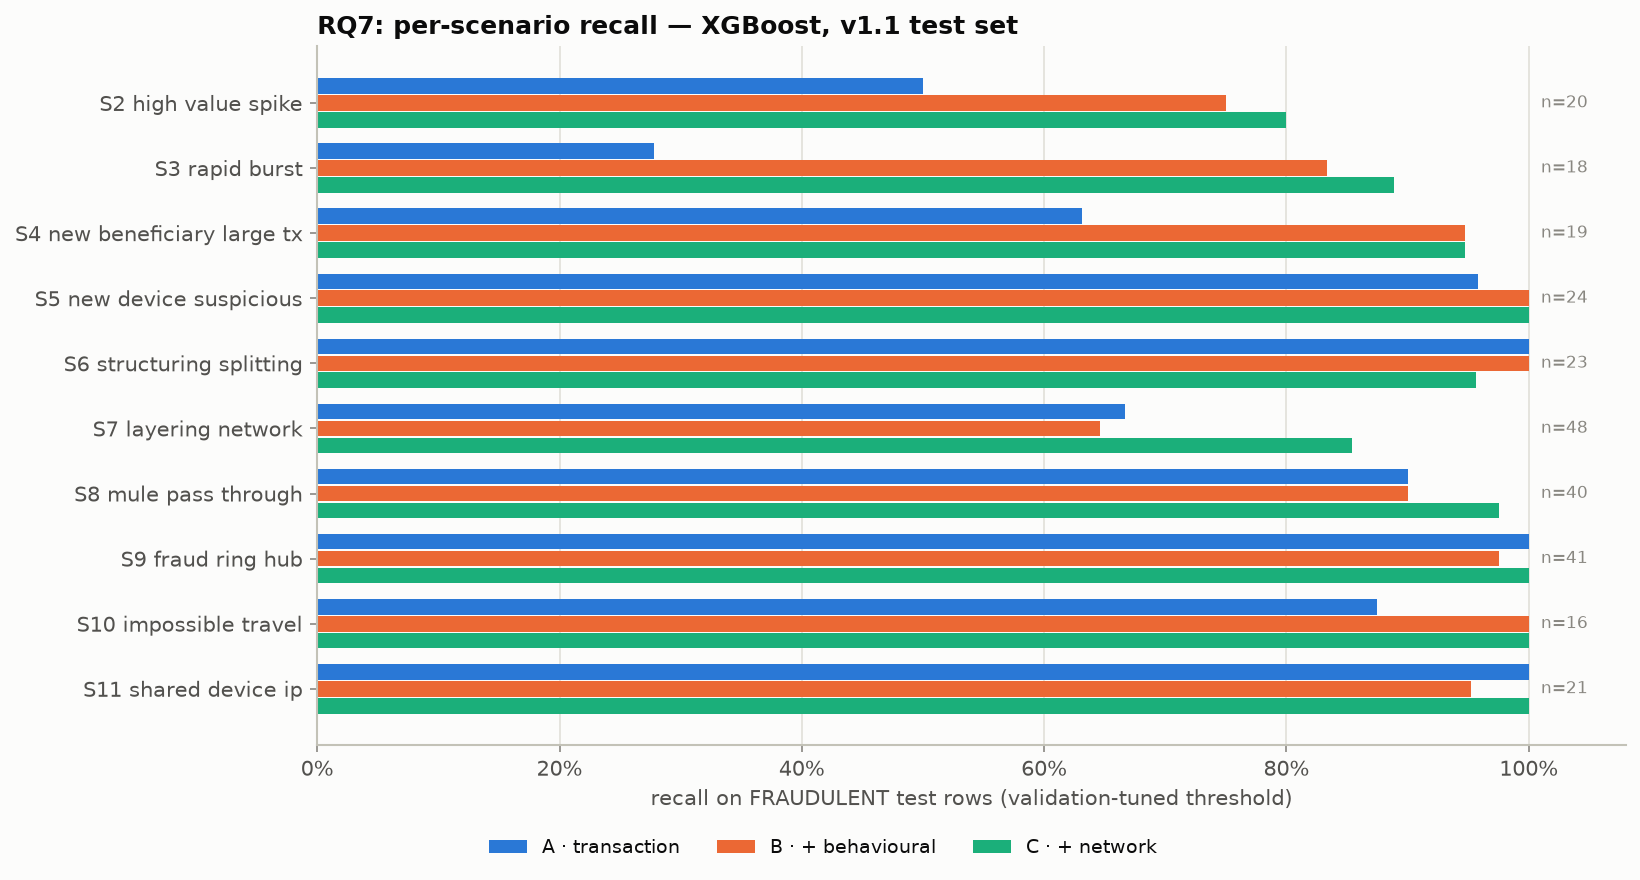 RQ7: per-scenario recall — XGBoost, v1.1 test set
S2 high value spike n=20
S3 rapid burst n=18
S4 new beneficiary large tx n=19
S5 new device suspicious n=24
S6 structuring splitting n=23
S7 layering network n=48
S8 mule pass through n=40
S9 fraud ring hub n=41
S10 impossible travel n=16
S11 shared device ip n=21
0% 20% 40% 60% 80% 100%
recall on FRAUDULENT test rows (validation-tuned threshold)
A · transaction B · + behavioural C · + network